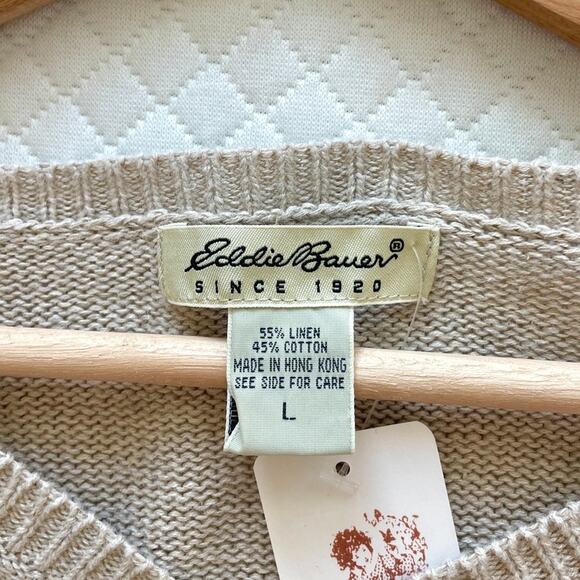 Eddie Bauer®
SINCE 1920
55% LINEN
45% COTTON
MADE IN HONG KONG
SEE SIDE FOR CARE
L